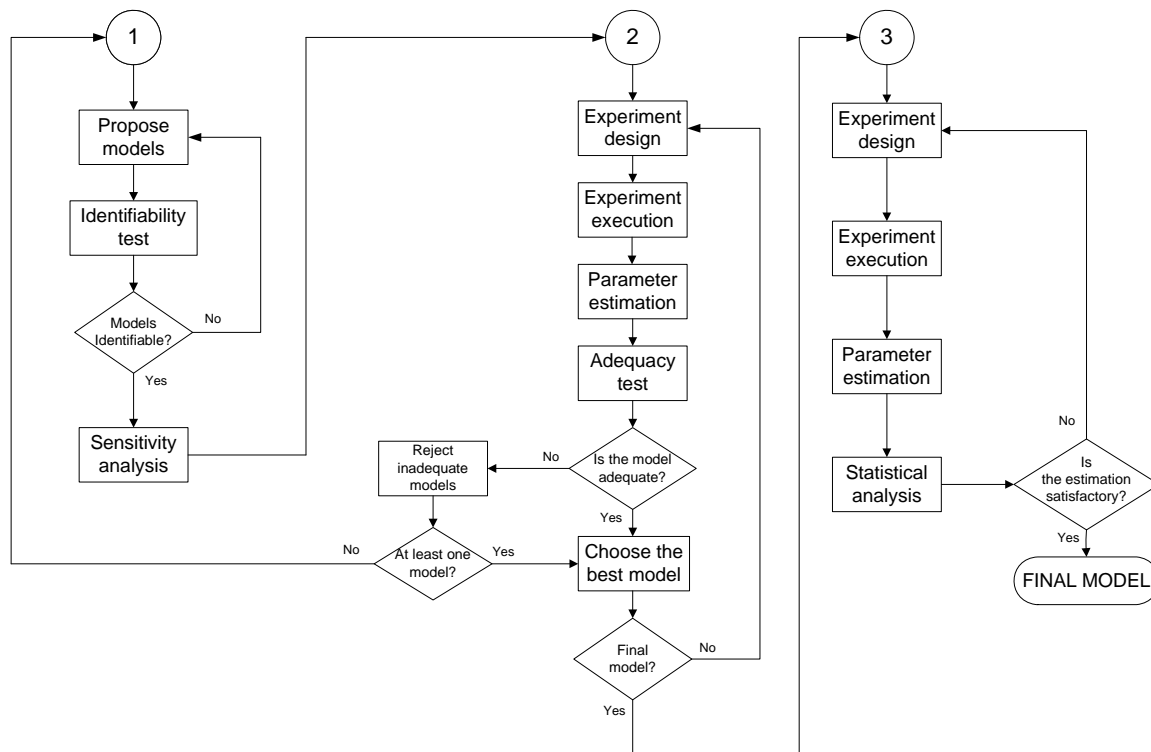 1
Propose
models
Identifiability
test
Models
Identifiable?
No
Yes
Sensitivity
analysis
2
Experiment
design
Experiment
execution
Parameter
estimation
Adequacy
test
Is the model
adequate?
No
Yes
Reject
inadequate
models
At least one
model?
No
Yes
Choose the
best model
Final
model?
No
Yes
3
Experiment
design
Experiment
execution
Parameter
estimation
Statistical
analysis
Is
the estimation
satisfactory?
No
Yes
FINAL MODEL